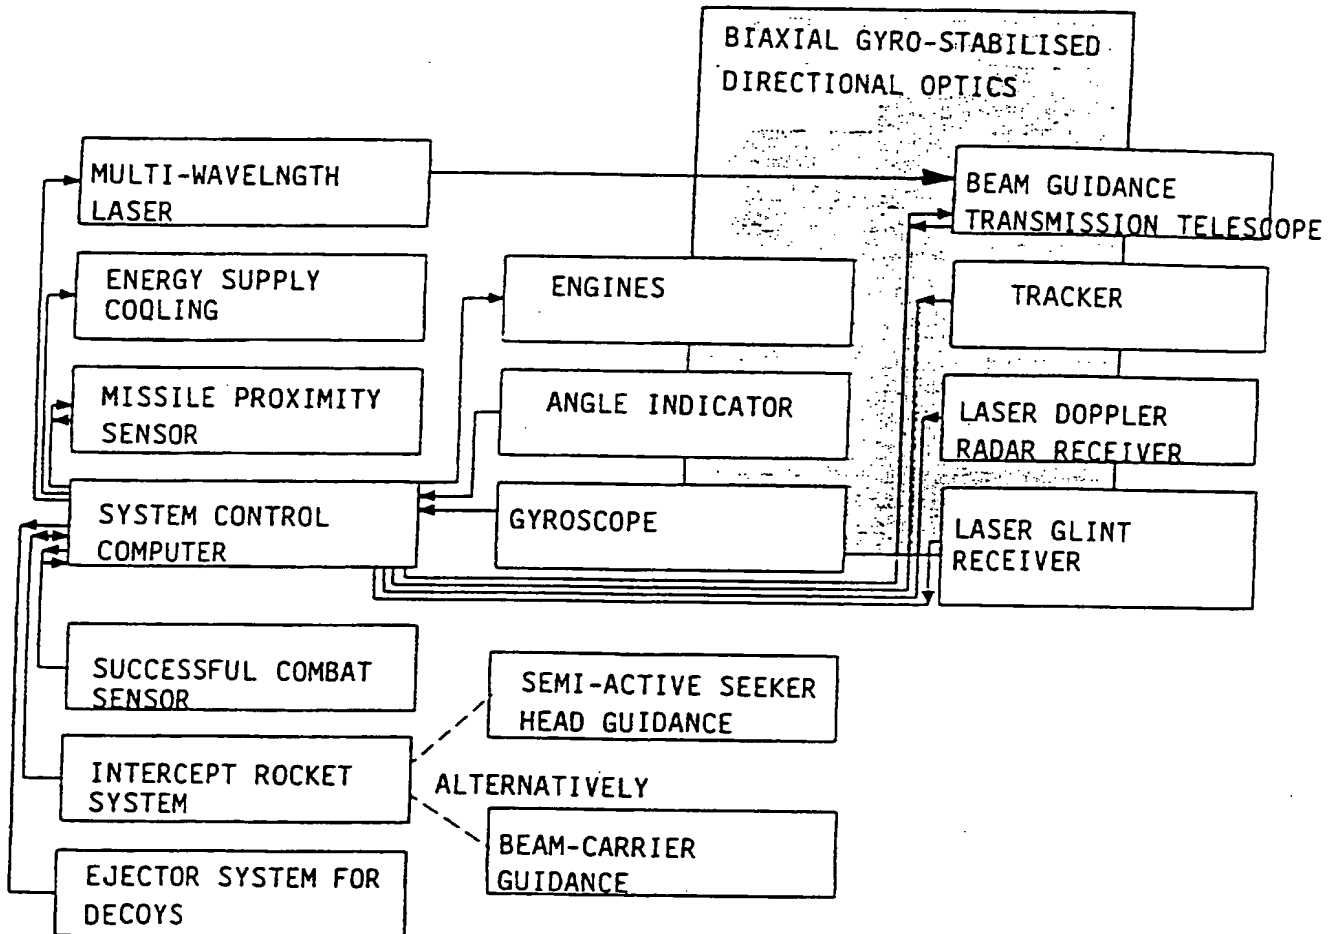 BIAXIAL GYRO-STABILISED
DIRECTIONAL OPTICS
MULTI-WAVELNGTH
LASER
BEAM GUIDANCE
TRANSMISSION TELESCOPE
ENERGY SUPPLY
COOLING
ENGINES
TRACKER
MISSILE PROXIMITY
SENSOR
ANGLE INDICATOR
LASER DOPPLER
RADAR RECEIVER
SYSTEM CONTROL
COMPUTER
GYROSCOPE
LASER GLINT
RECEIVER
SUCCESSFUL COMBAT
SENSOR
SEMI-ACTIVE SEEKER
HEAD GUIDANCE
INTERCEPT ROCKET
SYSTEM
ALTERNATIVELY
BEAM-CARRIER
GUIDANCE
EJECTOR SYSTEM FOR
DECOYS